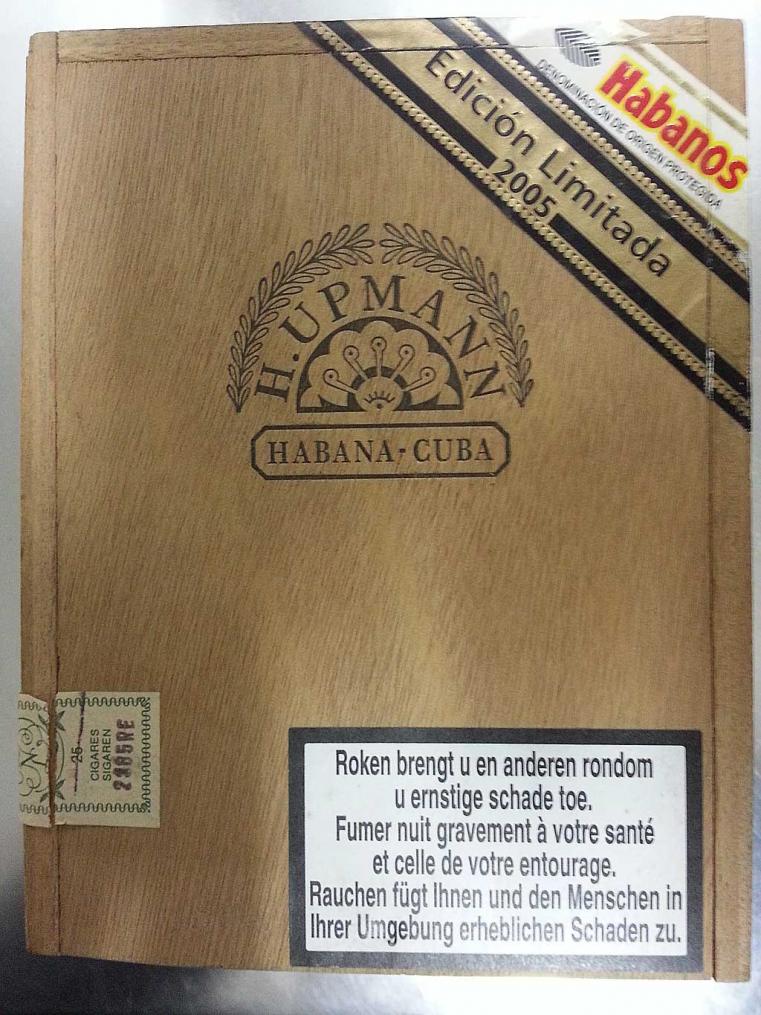 Habanos
DENOMINACIÓN DE ORIGEN PROTEGIDA
Edición Limitada
2005
H. UPMANN
HABANA-CUBA
25
CIGARES
SIGAREN
Roken brengt u en anderen rondom
u ernstige schade toe.
Fumer nuit gravement à votre santé
et celle de votre entourage.
Rauchen fügt Ihnen und den Menschen in
Ihrer Umgebung erheblichen Schaden zu.